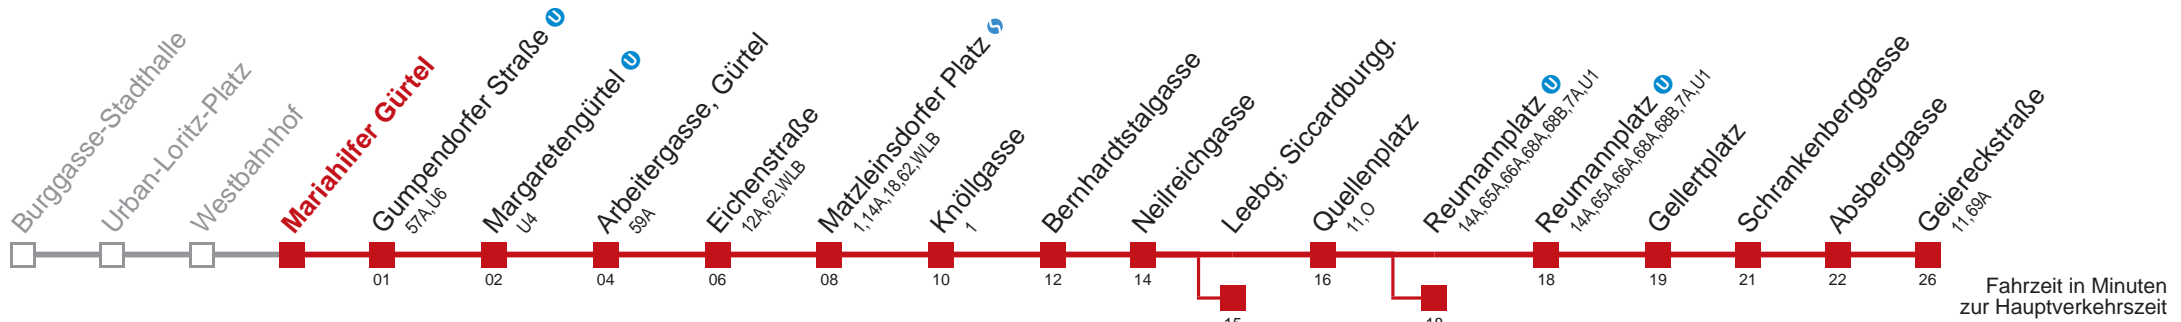 Burggasse-Stadthalle
Urban-Loritz-Platz
Westbahnhof
Mariahilfer Gürtel
Gumpendorfer Straße U
57A,U6
01
Margaretengürtel U
U4
02
Arbeitergasse, Gürtel
59A
04
Eichenstraße
12A,62,WLB
06
Matzleinsdorfer Platz S
1,14A,18,62,WLB
08
Knöllgasse
1
10
Bernhardtstalgasse
12
Neilreichgasse
14
Leebg; Siccardburgg.
15
Quellenplatz
11,O
16
Reumannplatz U
14A,65A,66A,68A,68B,7A,U1
18
Reumannplatz U
14A,65A,66A,68A,68B,7A,U1
18
Gellertplatz
19
Schrankenberggasse
21
Absberggasse
22
Geiereckstraße
11,69A
26
Fahrzeit in Minuten
zur Hauptverkehrszeit